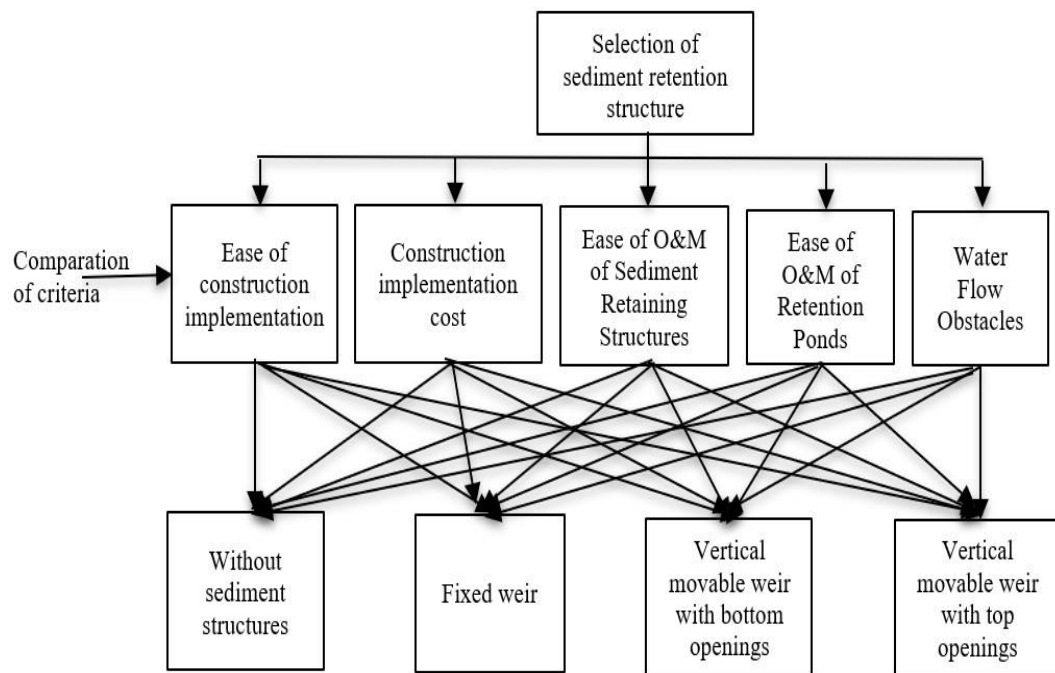 Selection of
sediment retention
structure
Comparation
of criteria
Ease of
construction
implementation
Construction
implementation
cost
Ease of O&M
of Sediment
Retaining
Structures
Ease of
O&M of
Retention
Ponds
Water
Flow
Obstacles
Without
sediment
structures
Fixed weir
Vertical
movable weir
with bottom
openings
Vertical
movable weir
with top
openings